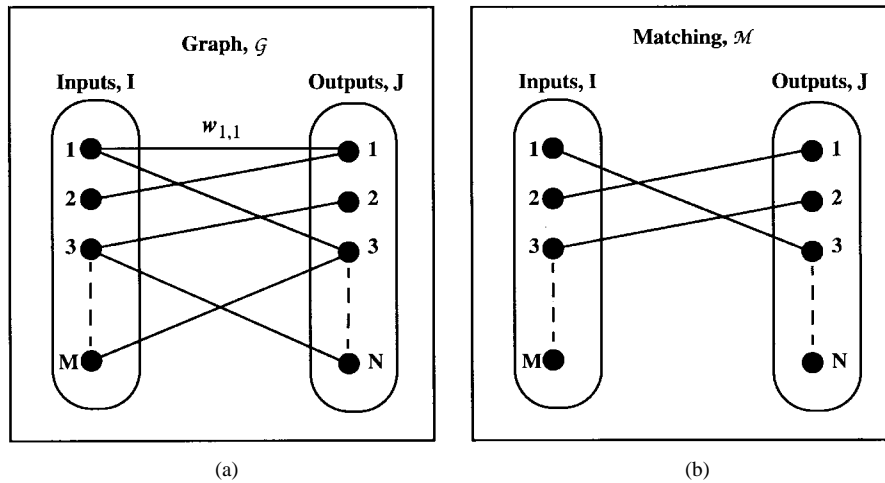 Graph, 𝒢
Inputs, I
Outputs, J
w1,1
1
1
2
2
3
3
M
N
(a)
Matching, ℳ
Inputs, I
Outputs, J
1
1
2
2
3
3
M
N
(b)